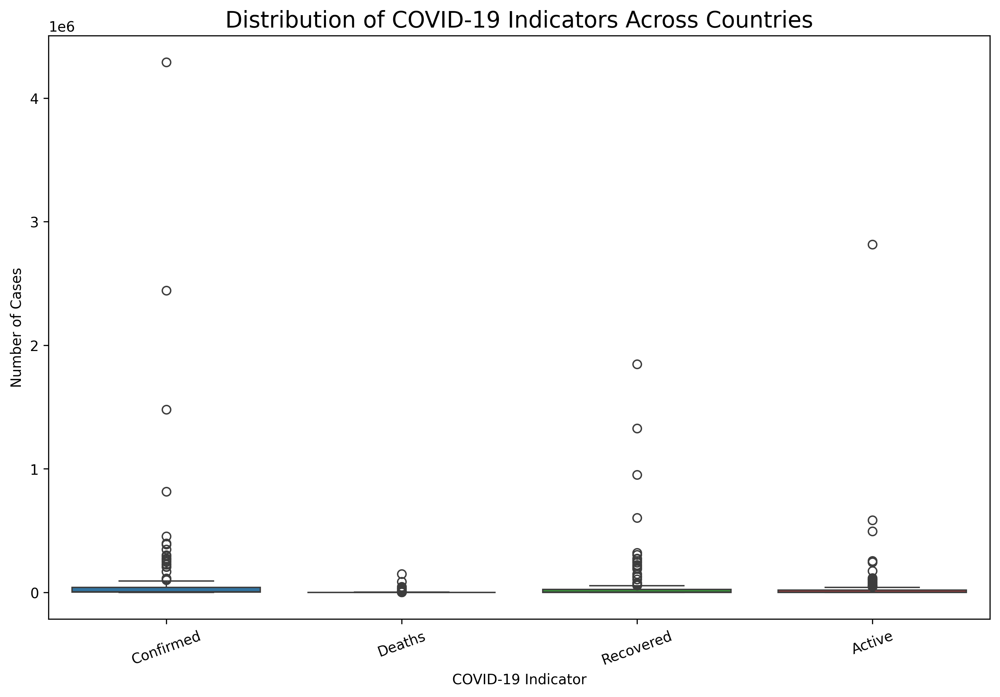 Distribution of COVID-19 Indicators Across Countries
1e6
4
3
2
1
0
Number of Cases
Confirmed
Deaths
Recovered
Active
COVID-19 Indicator